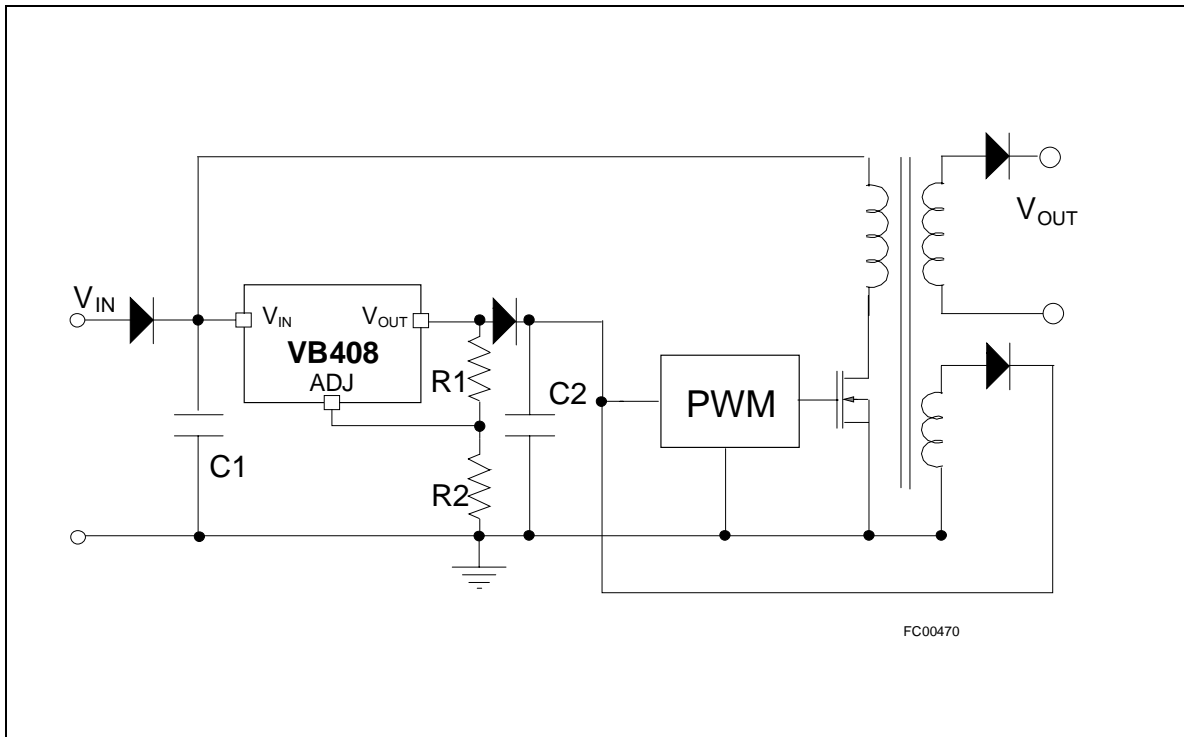 V_OUT
V_IN
V_IN V_OUT
VB408
ADJ
R1
C2
PWM
C1
R2
FC00470